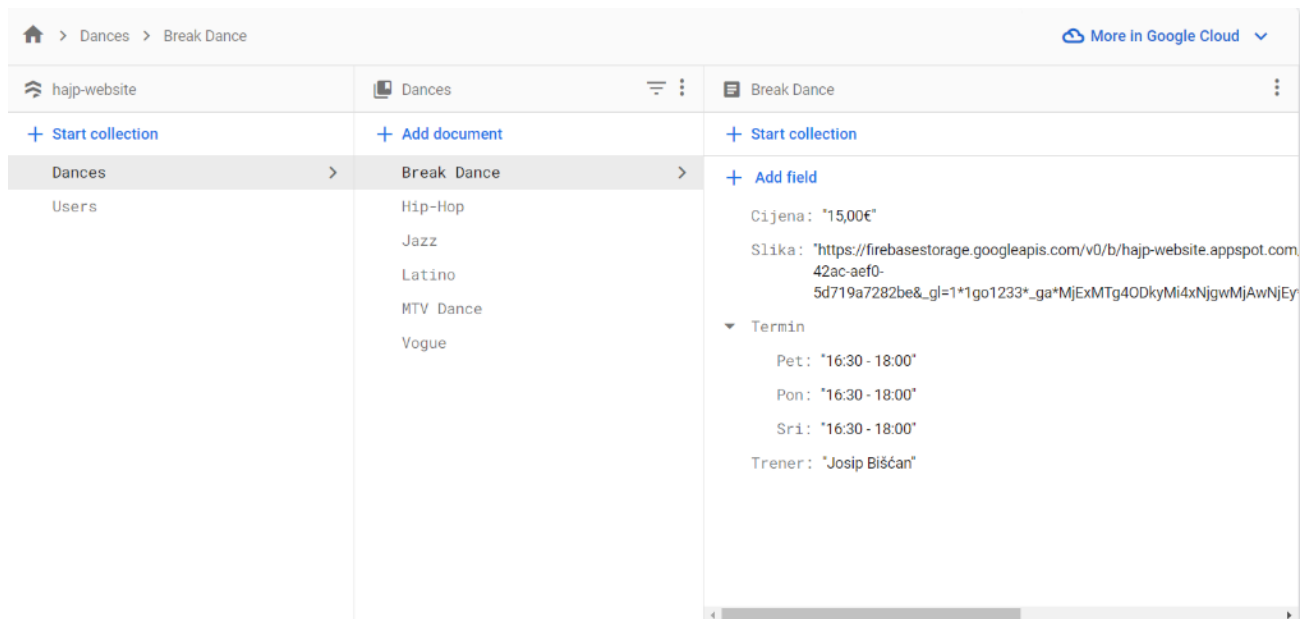 Dances > Break Dance
More in Google Cloud
hajp-website
Dances
Break Dance
+ Start collection
+ Add document
+ Start collection
Dances
Users
Break Dance
Hip-Hop
Jazz
Latino
MTV Dance
Vogue
+ Add field
Cijena: "15,00€"
Slika: "https://firebasestorage.googleapis.com/v0/b/hajp-website.appspot.com
42ac-aef0-
5d719a7282be&_gl=1*1go1233*_ga*MjExMTg4ODkyMi4xNjgwMjAwNjEy
Termin
Pet: "16:30 - 18:00"
Pon: "16:30 - 18:00"
Sri: "16:30 - 18:00"
Trener: "Josip Bišćan"